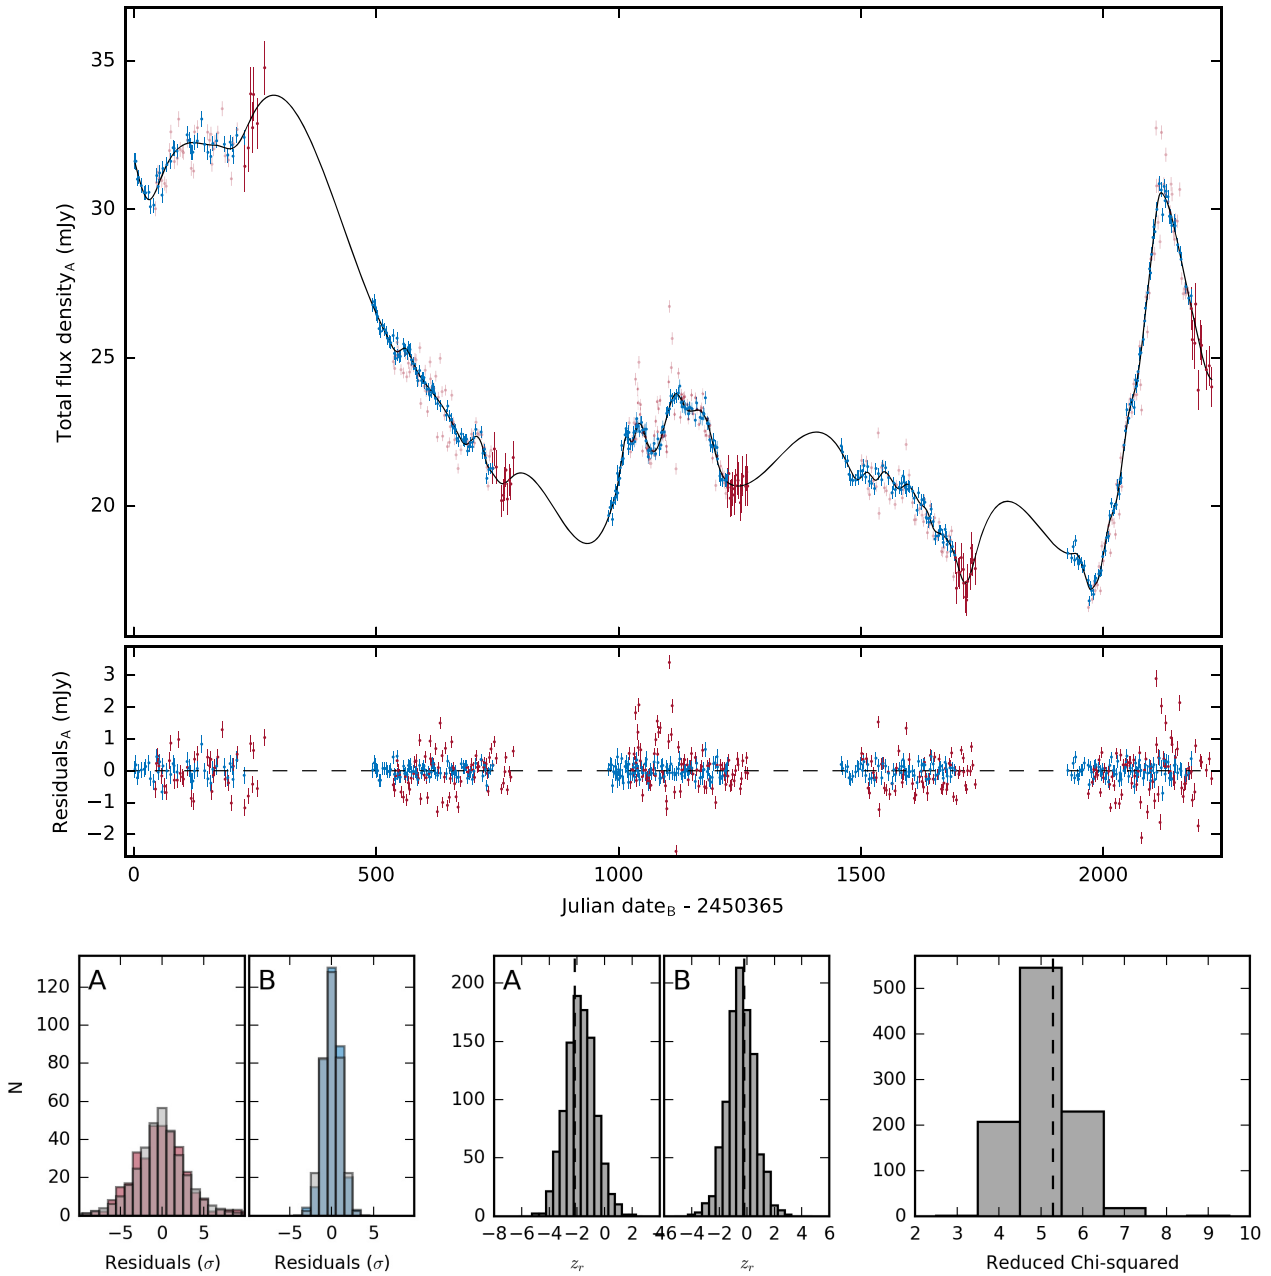 35
30
25
20
Total flux density_A (mJy)
3
2
1
0
−1
−2
Residuals_A (mJy)
0 500 1000 1500 2000
Julian date_B - 2450365
A B A B
120
100
80
60
40
20
0
N
−5 0 5 −5 0 5
Residuals (σ) Residuals (σ)
200
150
100
50
0
−8 −6 −4 −2 0 2 4 −6 −4 −2 0 2 4 6
z_r z_r
500
400
300
200
100
0
2 3 4 5 6 7 8 9 10
Reduced Chi-squared